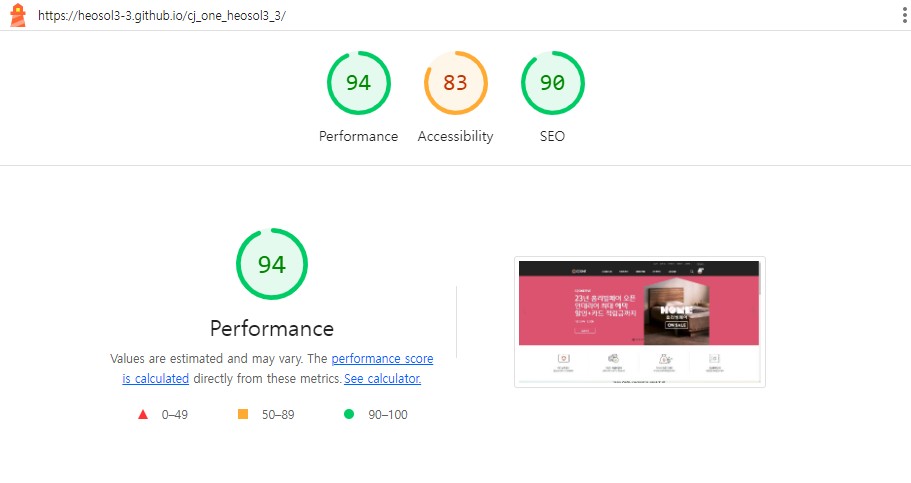 https://heosol3-3.github.io/cj_one_heosol3_3/
94
83
90
Performance
Accessibility
SEO
94
Performance
Values are estimated and may vary. The performance score
is calculated directly from these metrics. See calculator.
0–49
50–89
90–100
23년 홈리빙페어 오픈
인테리어 최대 혜택
할인+카드 적립금까지
HOME
ON SALE